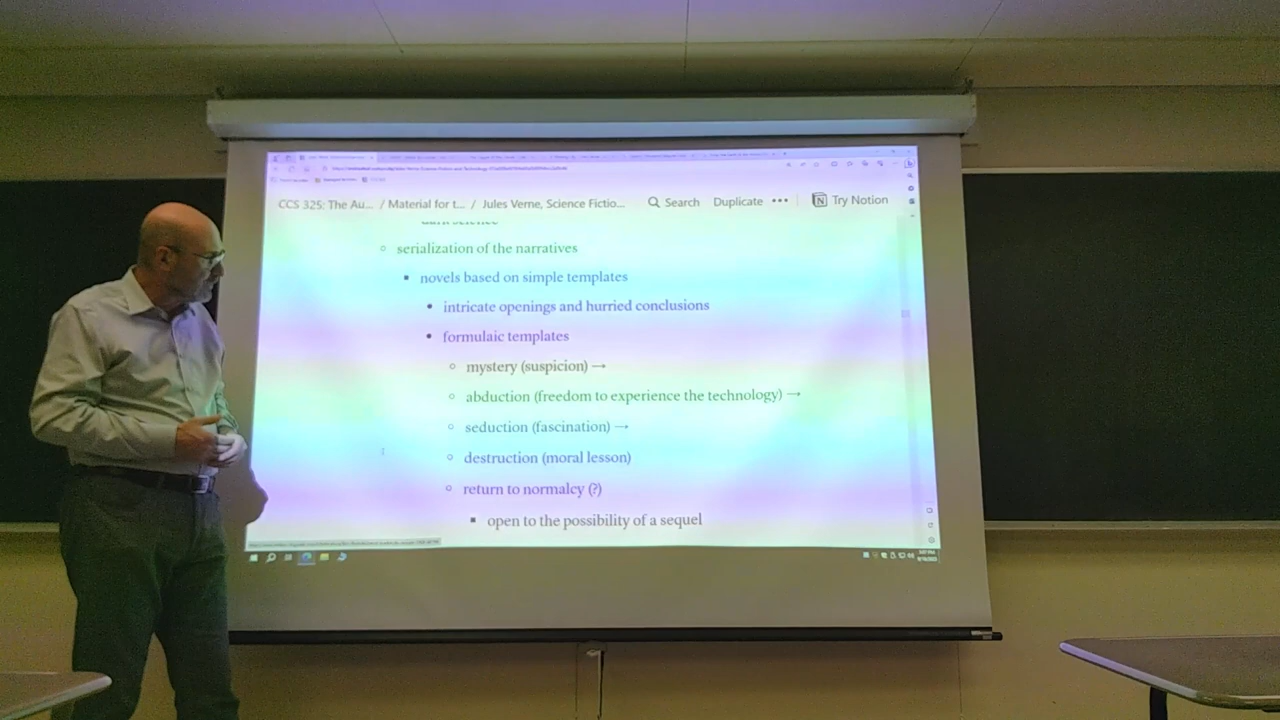 CCS 325: The Au... / Material for t... / Jules Verne, Science Fictio... Search Duplicate ••• Try Notion
serialization of the narratives
novels based on simple templates
intricate openings and hurried conclusions
formulaic templates
mystery (suspicion) →
abduction (freedom to experience the technology) →
seduction (fascination) →
destruction (moral lesson)
return to normalcy (?)
open to the possibility of a sequel